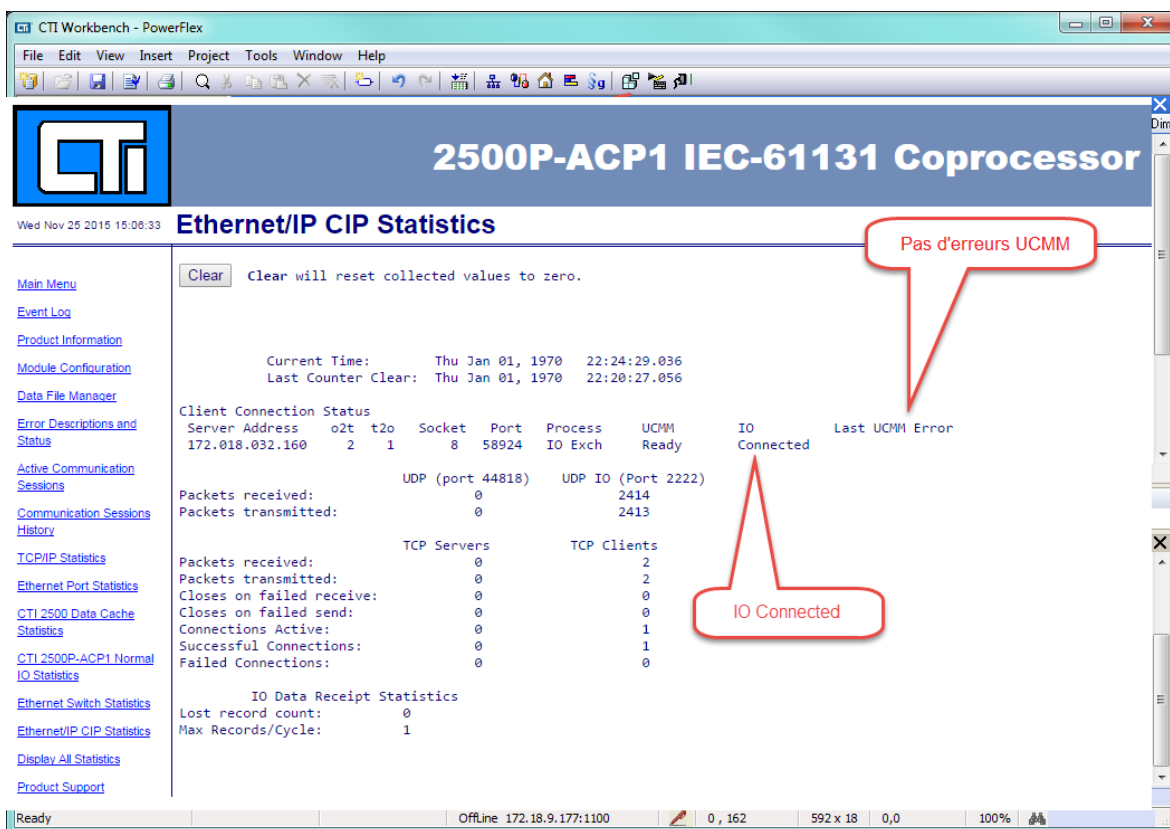 CTI Workbench - PowerFlex
File Edit View Insert Project Tools Window Help
CTI
2500P-ACP1 IEC-61131 Coprocessor
Dim
Wed Nov 25 2015 15:06:33
Ethernet/IP CIP Statistics
Pas d'erreurs UCMM
Main Menu
Event Log
Product Information
Module Configuration
Data File Manager
Error Descriptions and
Status
Active Communication
Sessions
Communication Sessions
History
TCP/IP Statistics
Ethernet Port Statistics
CTI 2500 Data Cache
Statistics
CTI 2500P-ACP1 Normal
IO Statistics
Ethernet Switch Statistics
Ethernet/IP CIP Statistics
Display All Statistics
Product Support
Clear Clear will reset collected values to zero.
Current Time: Thu Jan 01, 1970 22:24:29.036
Last Counter Clear: Thu Jan 01, 1970 22:20:27.056
Client Connection Status
Server Address o2t t2o Socket Port Process UCMM IO Last UCMM Error
172.018.032.160 2 1 8 58924 IO Exch Ready Connected
UDP (port 44818) UDP IO (Port 2222)
Packets received: 0 2414
Packets transmitted: 0 2413
TCP Servers TCP Clients
Packets received: 0 2
Packets transmitted: 0 2
Closes on failed receive: 0 0
Closes on failed send: 0 0
Connections Active: 0 1
Successful Connections: 0 1
Failed Connections: 0 0
IO Connected
IO Data Receipt Statistics
Lost record count: 0
Max Records/Cycle: 1
Ready OffLine 172.18.9.177:1100 0 , 162 592 x 18 0,0 100%